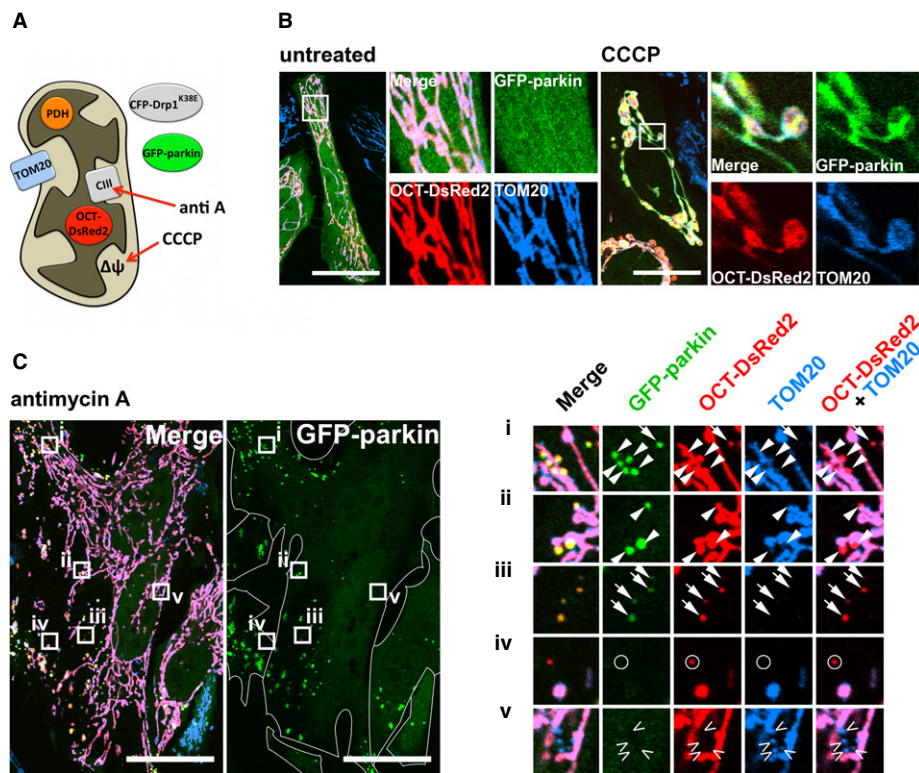 A
PDH
CFP-Drp1K38E
GFP-parkin
TOM20
CIII
anti A
OCT-
DsRed2
CCCP
Δψ
B
untreated
CCCP
Merge
GFP-parkin
OCT-DsRed2
TOM20
Merge
GFP-parkin
OCT-DsRed2
TOM20
C
antimycin A
Merge
GFP-parkin
i
ii
iii
iv
v
i
ii
iii
iv
v
Merge
GFP-parkin
OCT-DsRed2
TOM20
OCT-DsRed2
+ TOM20
i
ii
iii
iv
v